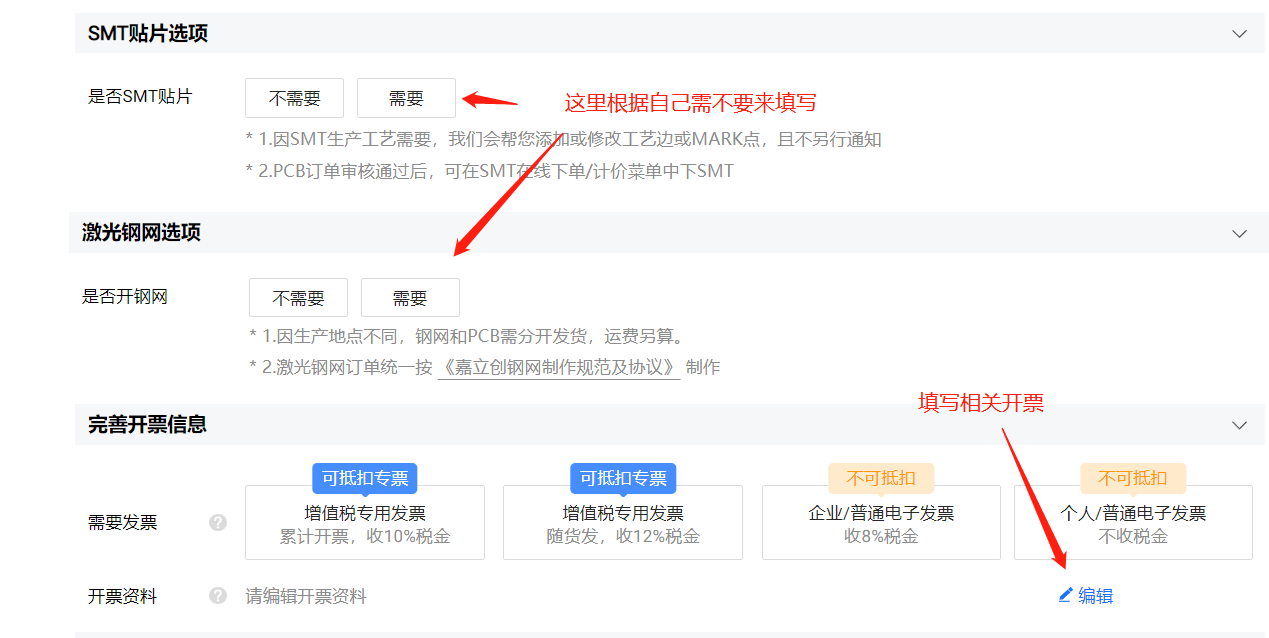 SMT贴片选项
是否SMT贴片
不需要
需要
这里根据自己需不要来填写
* 1.因SMT生产工艺需要，我们会帮您添加或修改工艺边或MARK点，且不另行通知
* 2.PCB订单审核通过后，可在SMT在线下单/计价菜单中下SMT
激光钢网选项
是否开钢网
不需要
需要
* 1.因生产地点不同，钢网和PCB需分开发货，运费另算。
* 2.激光钢网订单统一按 《嘉立创钢网制作规范及协议》 制作
填写相关开票
完善开票信息
可抵扣专票
可抵扣专票
不可抵扣
不可抵扣
需要发票
?
增值税专用发票
累计开票，收10%税金
增值税专用发票
随货发，收12%税金
企业/普通电子发票
收8%税金
个人/普通电子发票
不收税金
开票资料
?
请编辑开票资料
编辑